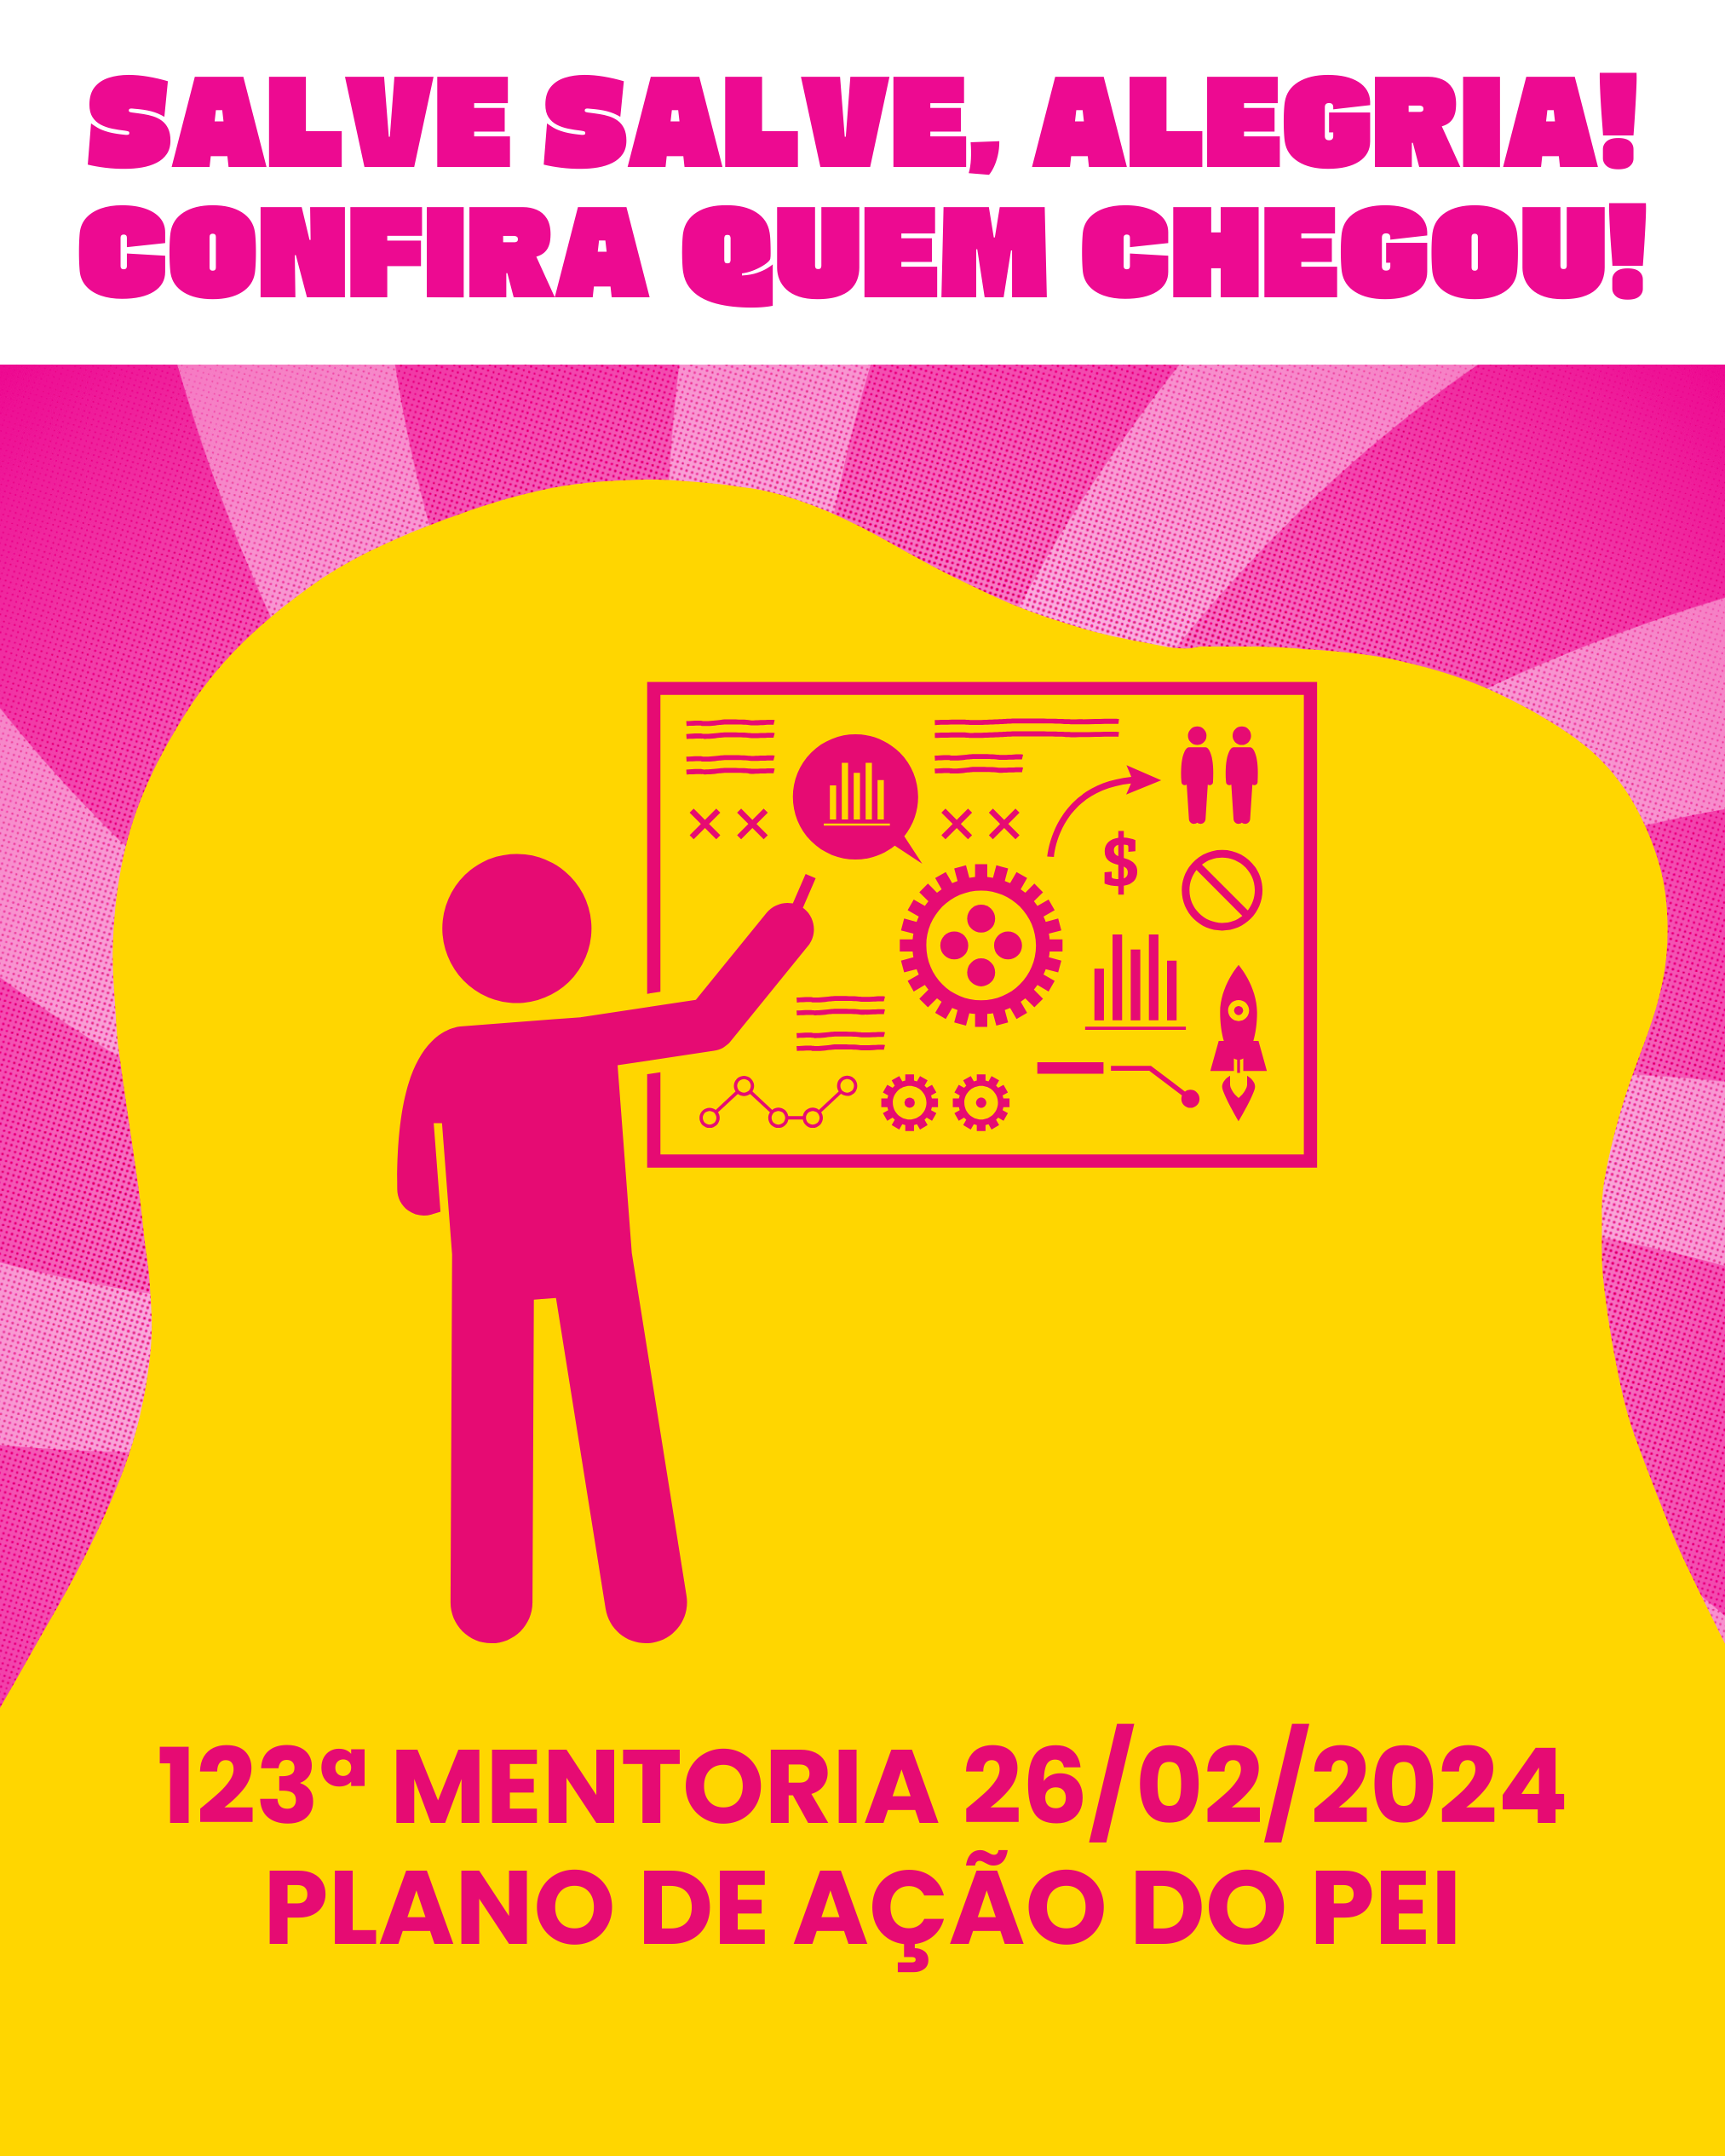 SALVE SALVE, ALEGRIA!
CONFIRA QUEM CHEGOU!
$
123ª MENTORIA 26/02/2024
PLANO DE AÇÃO DO PEI